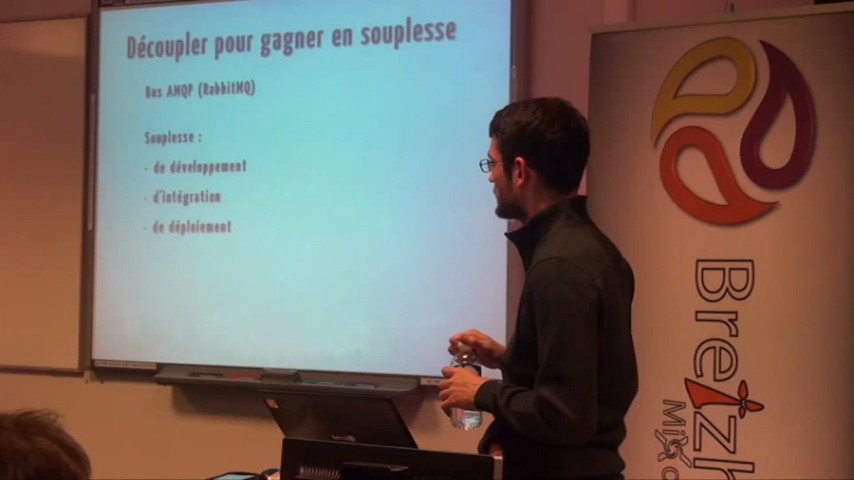 Découpler pour gagner en souplesse
Bus AMQP (RabbitMQ)
Souplesse :
- de développement
- d'intégration
- de déploiement
Breizh